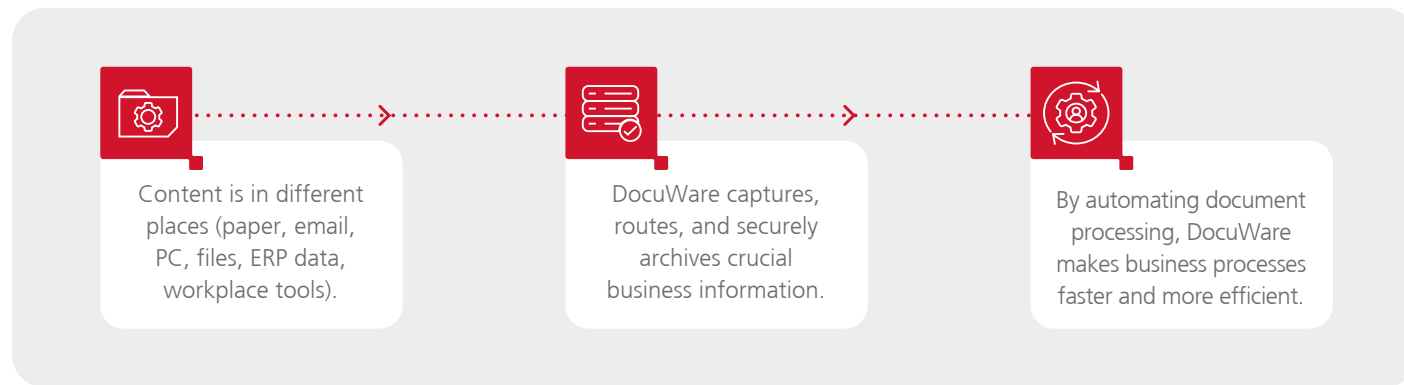 Content is in different
places (paper, email,
PC, files, ERP data,
workplace tools).
DocuWare captures,
routes, and securely
archives crucial
business information.
By automating document
processing, DocuWare
makes business processes
faster and more efficient.